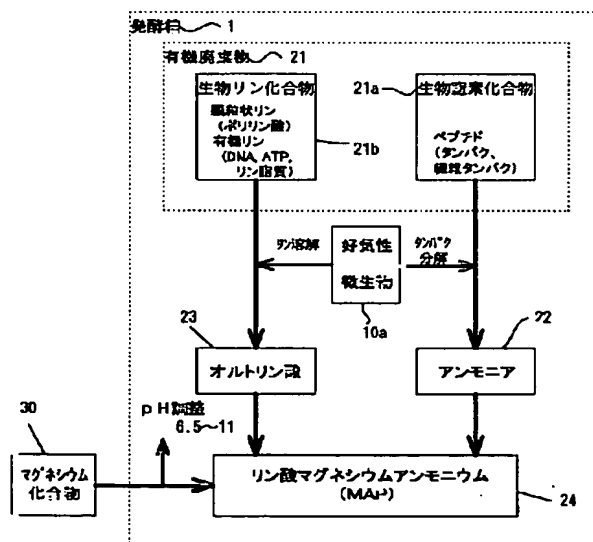 発酵槽 1
有機廃棄物 21
生物リン化合物
顆粒状リン
(ポリリン酸)
有機リン
(DNA, ATP,
リン脂質)
21b
21a
生物窒素化合物
ペプチド
(タンパク、
繊維タンパク)
リン溶解
好気性
微生物
10a
タンパク
分解
23
オルトリン酸
22
アンモニア
30
マグネシウム
化合物
pH調整
6.5〜11
リン酸マグネシウムアンモニウム
(MAP)
24